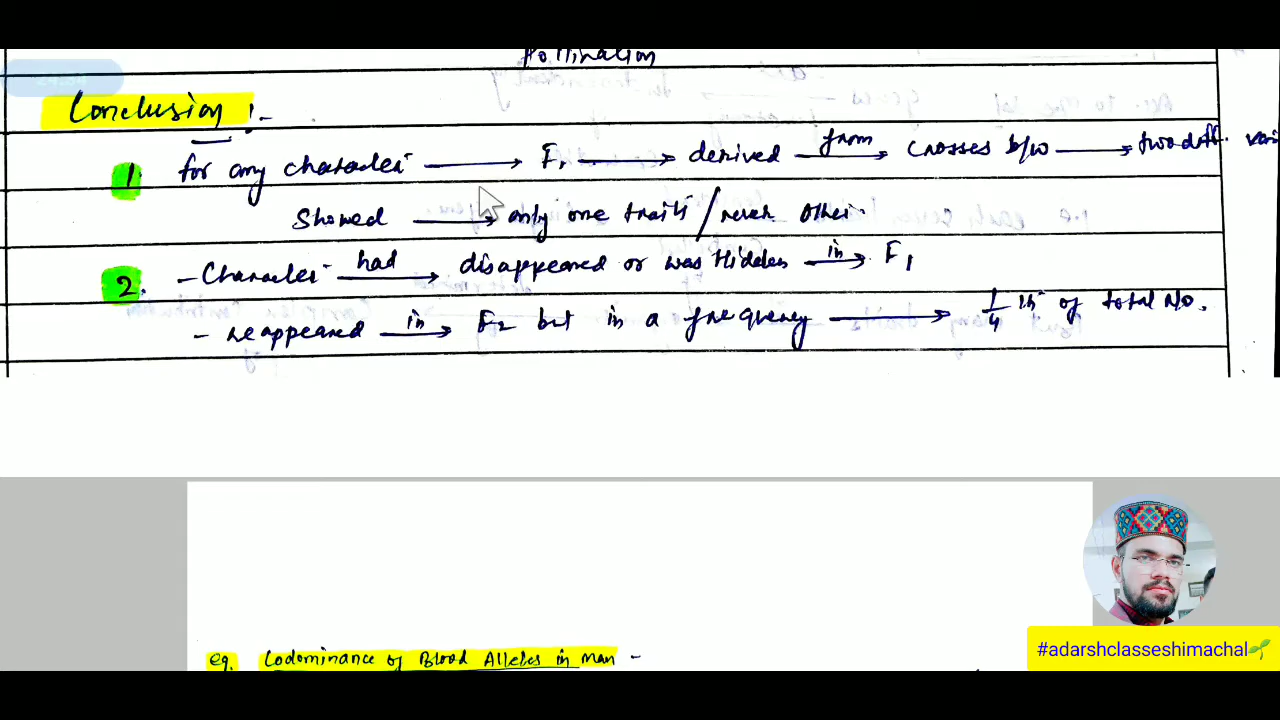 Pollination
Conclusion :-
1. for any character → F1 → derived from → crosses b/w → two diff. vari
showed → only one traits / never other.
2. - Character had → disappeared or was Hidden in → F1
- reappeared in → F2 but in a frequency → 1/4 th of total No.
eg. Codominance of Blood Alleles in man -
#adarshclasseshimachal🌱